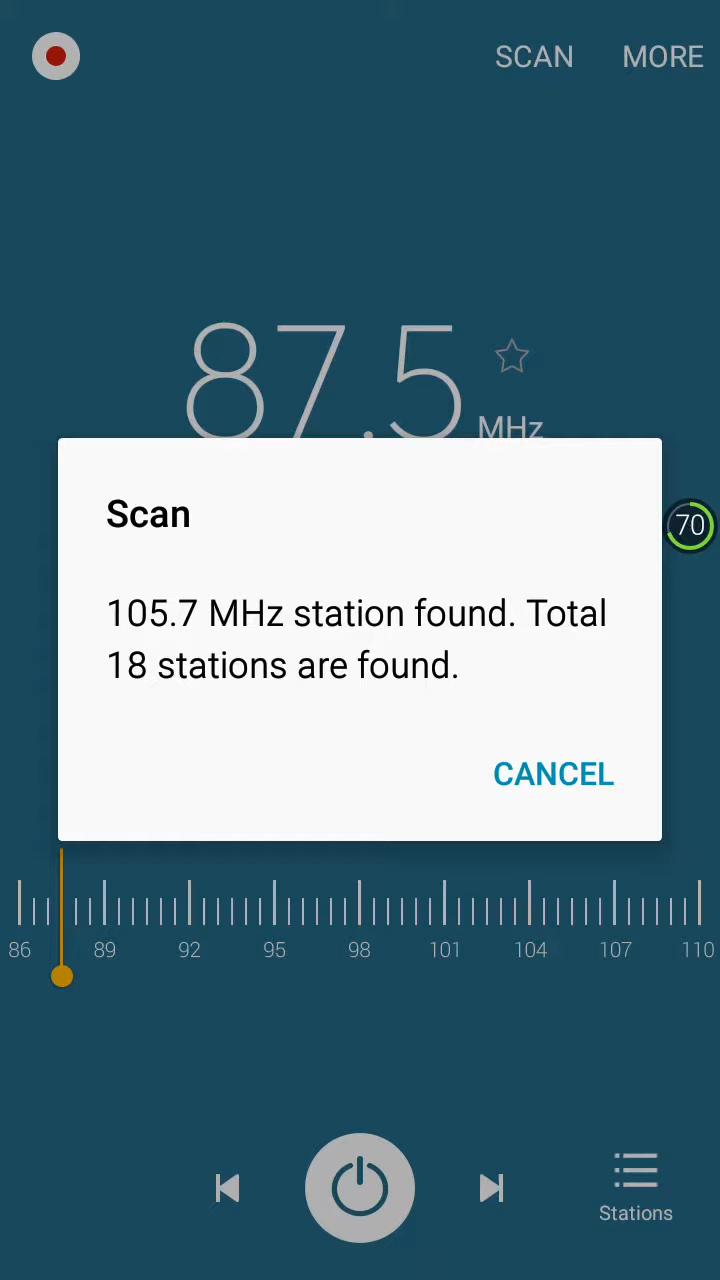 SCAN MORE
87.5
MHz
70
Scan
105.7 MHz station found. Total
18 stations are found.
CANCEL
86 89 92 95 98 101 104 107 110
Stations